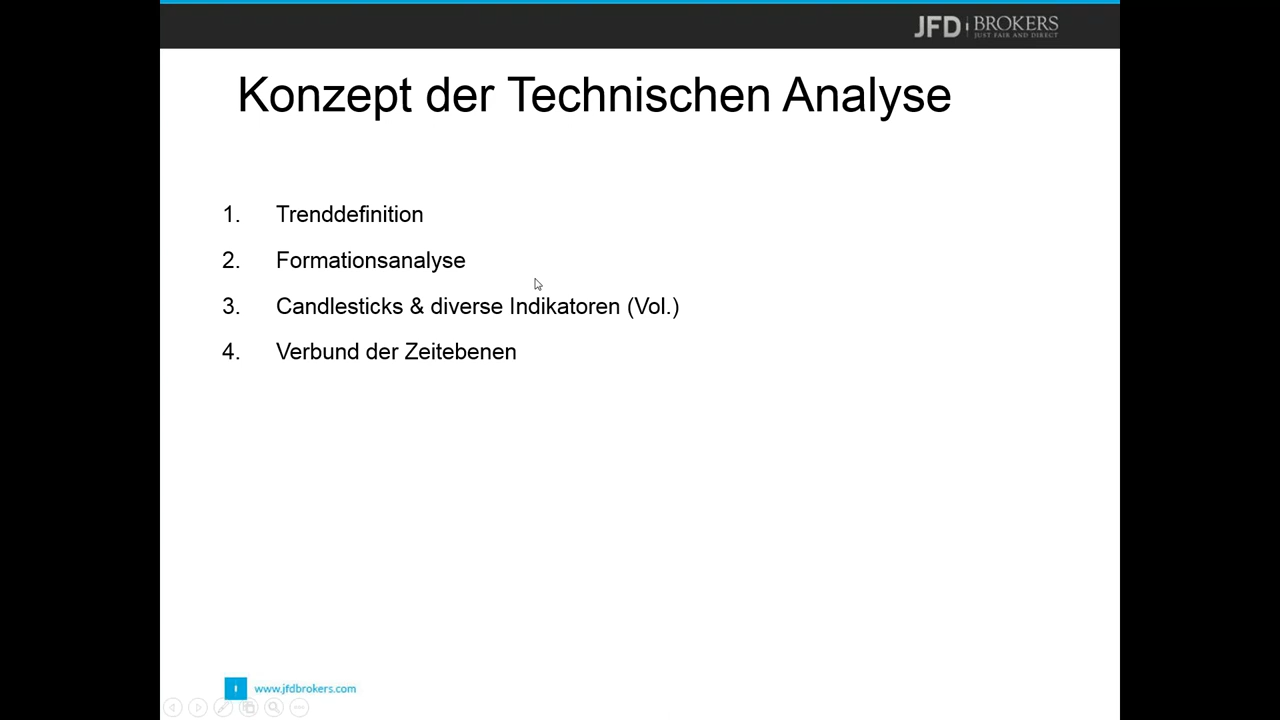 JFD BROKERS
JUST FAIR AND DIRECT
Konzept der Technischen Analyse
1. Trenddefinition
2. Formationsanalyse
3. Candlesticks & diverse Indikatoren (Vol.)
4. Verbund der Zeitebenen
www.jfdbrokers.com